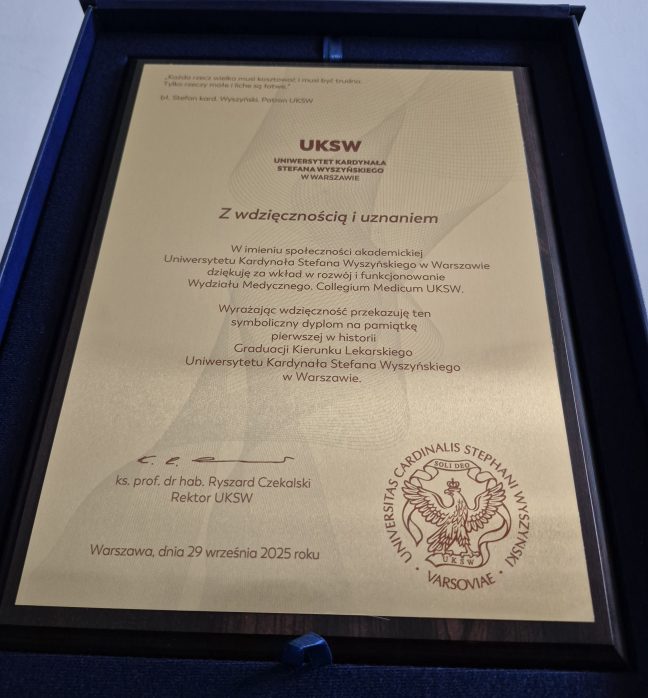 „Każda rzecz wielka musi kosztować i musi być trudna.
Tylko rzeczy małe i liche są łatwe.”
bł. Stefan kard. Wyszyński, Patron UKSW
UKSW
UNIWERSYTET KARDYNAŁA
STEFANA WYSZYŃSKIEGO
W WARSZAWIE
Z wdzięcznością i uznaniem
W imieniu społeczności akademickiej
Uniwersytetu Kardynała Stefana Wyszyńskiego w Warszawie
dziękuję za wkład w rozwój i funkcjonowanie
Wydziału Medycznego. Collegium Medicum UKSW.
Wyrażając wdzięczność przekazuję ten
symboliczny dyplom na pamiątkę
pierwszej w historii
Graduacji Kierunku Lekarskiego
Uniwersytetu Kardynała Stefana Wyszyńskiego
w Warszawie.
ks. prof. dr hab. Ryszard Czekalski
Rektor UKSW
Warszawa, dnia 29 września 2025 roku
UNIVERSITAS CARDINALIS STEPHANI WYSZYŃSKI
• VARSOVIAE •
SOLI DEO
UKSW